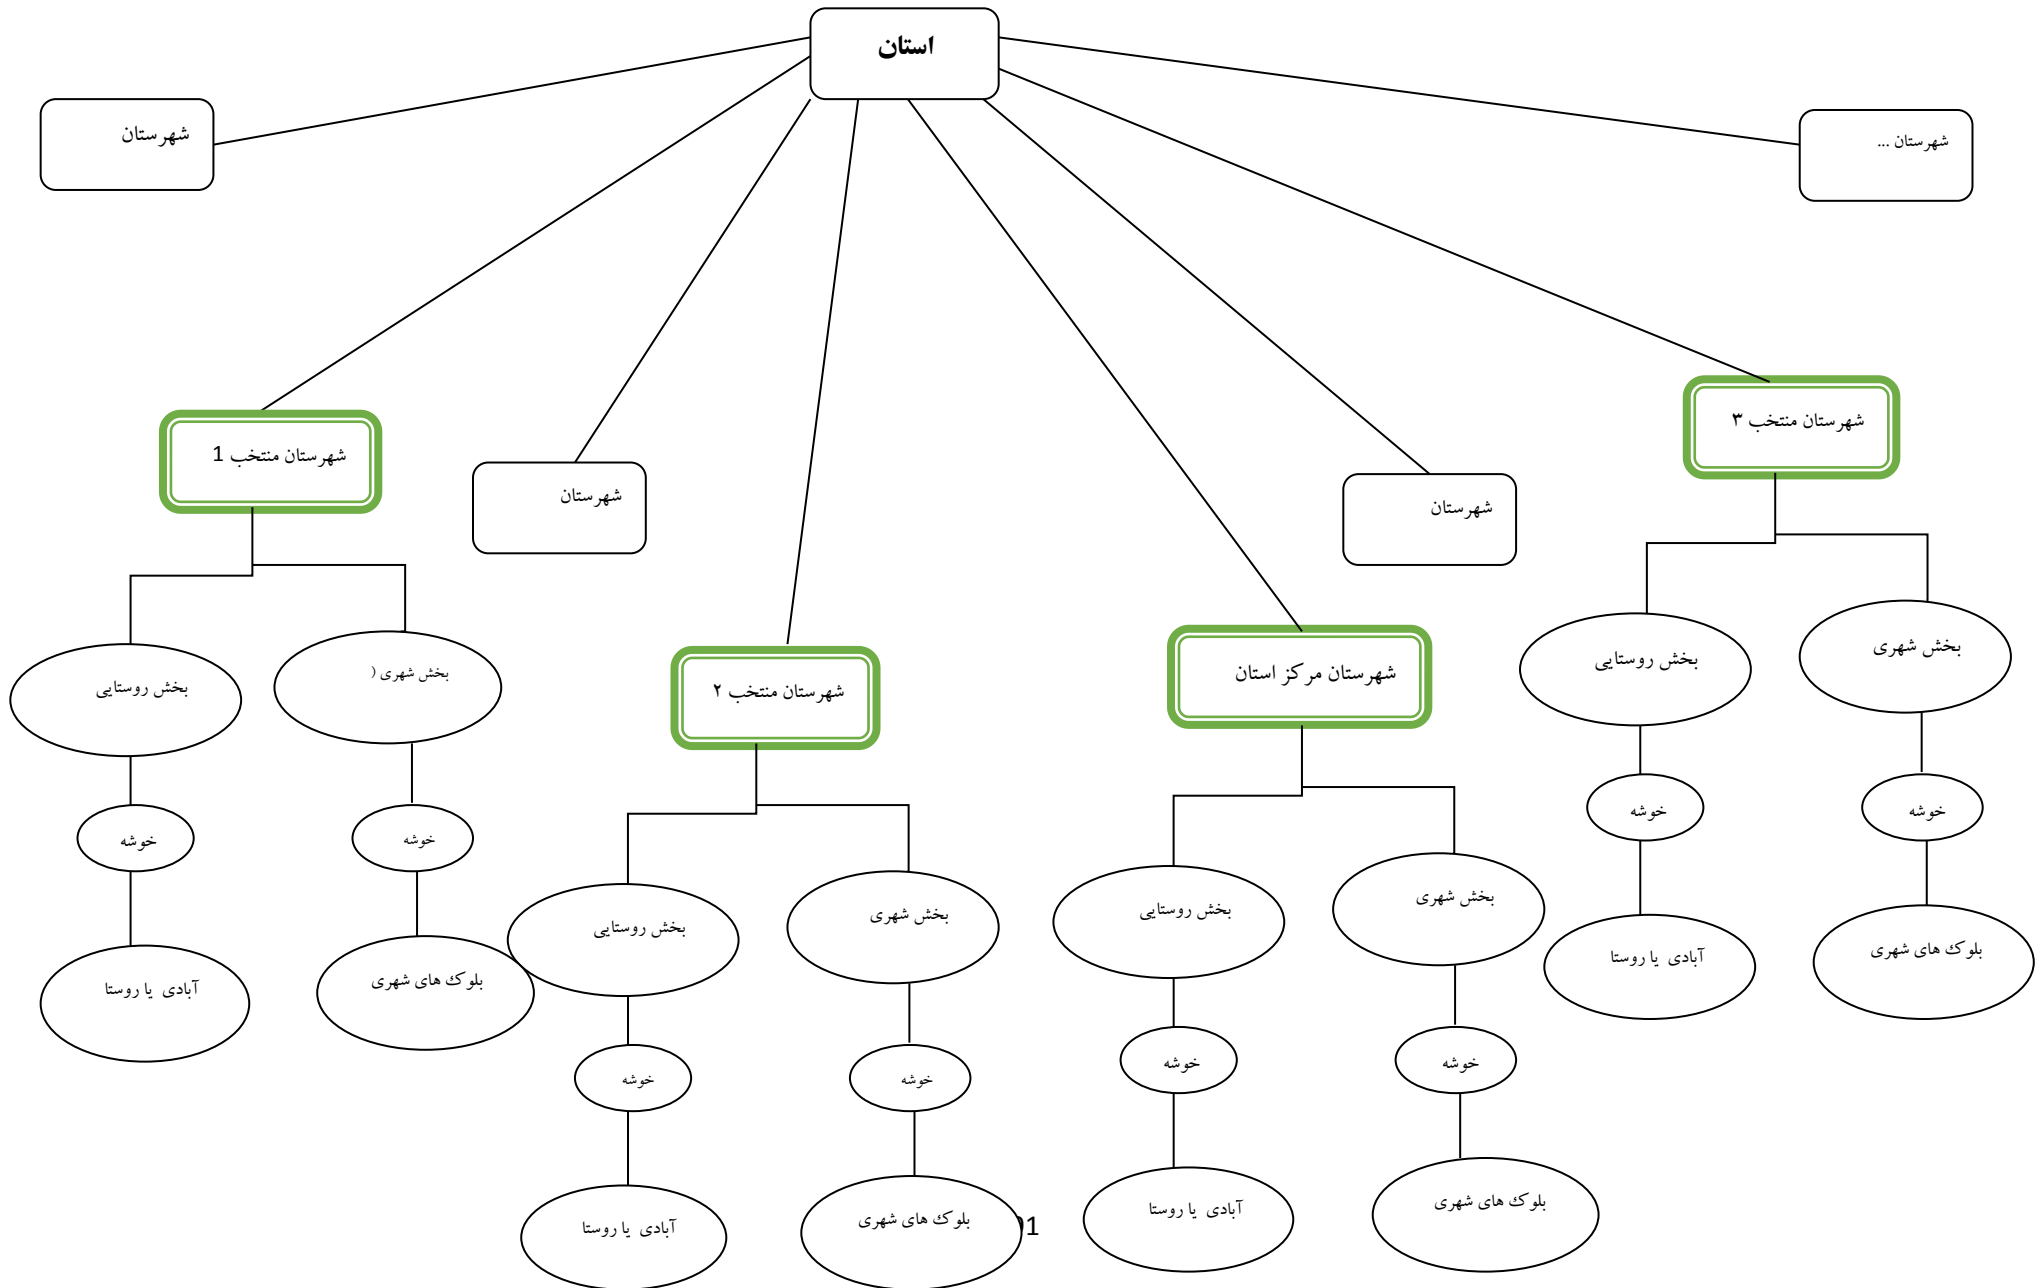 استان
شهرستان ...
شهرستان
شهرستان منتخب ۳
شهرستان منتخب 1
شهرستان
شهرستان
شهرستان مرکز استان
شهرستان منتخب ۲
بخش شهری
بخش روستایی
بخش شهری (
بخش روستایی
خوشه
خوشه
خوشه
خوشه
بخش شهری
بخش روستایی
بخش شهری
بخش روستایی
بلوک های شهری
آبادی یا روستا
بلوک های شهری
آبادی یا روستا
خوشه
خوشه
خوشه
خوشه
بلوک های شهری
آبادی یا روستا
بلوک های شهری
آبادی یا روستا